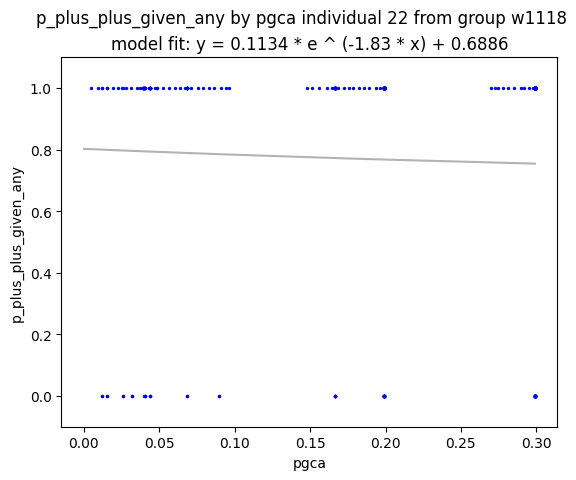 p_plus_plus_given_any by pgca individual 22 from group w1118
model fit: y = 0.1134 * e ^ (-1.83 * x) + 0.6886
1.0
0.8
0.6
0.4
0.2
0.0
p_plus_plus_given_any
0.00 0.05 0.10 0.15 0.20 0.25 0.30
pgca